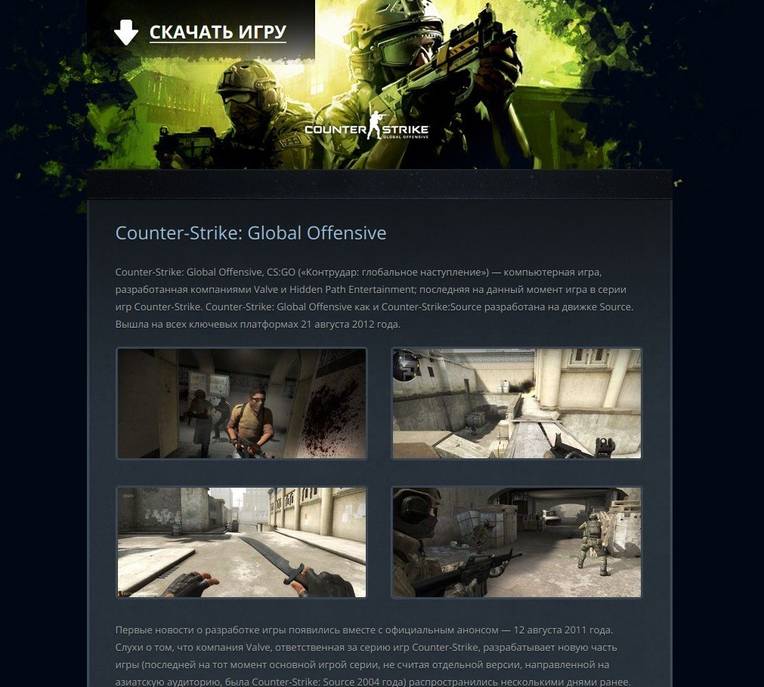 СКАЧАТЬ ИГРУ
COUNTER STRIKE
GLOBAL OFFENSIVE
Counter-Strike: Global Offensive
Counter-Strike: Global Offensive, CS:GO («Контрудар: глобальное наступление») — компьютерная игра,
разработанная компаниями Valve и Hidden Path Entertainment; последняя на данный момент игра в серии
игр Counter-Strike. Counter-Strike: Global Offensive как и Counter-Strike:Source разработана на движке Source.
Вышла на всех ключевых платформах 21 августа 2012 года.
Первые новости о разработке игры появились вместе с официальным анонсом — 12 августа 2011 года.
Слухи о том, что компания Valve, ответственная за серию игр Counter-Strike, разрабатывает новую часть
игры (последней на тот момент основной игрой серии, не считая отдельной версии, направленной на
азиатскую аудиторию, была Counter-Strike: Source 2004 года) распространились несколькими днями ранее.